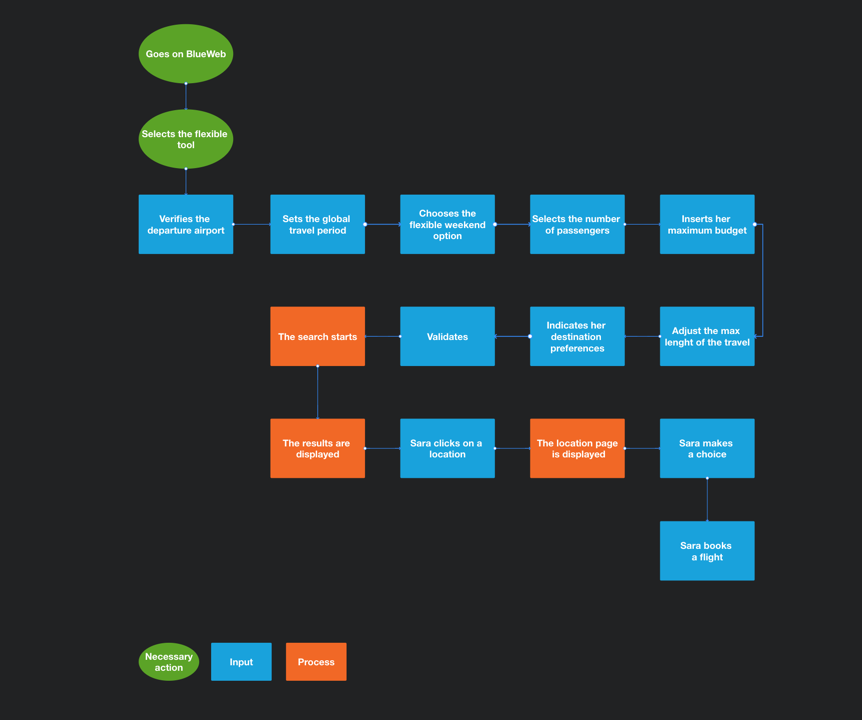 Goes on BlueWeb
Selects the flexible
tool
Verifies the
departure airport
Sets the global
travel period
Chooses the
flexible weekend
option
Selects the number
of passengers
Inserts her
maximum budget
The search starts
Validates
Indicates her
destination
preferences
Adjust the max
lenght of the travel
The results are
displayed
Sara clicks on a
location
The location page
is displayed
Sara makes
a choice
Sara books
a flight
Necessary
action
Input
Process